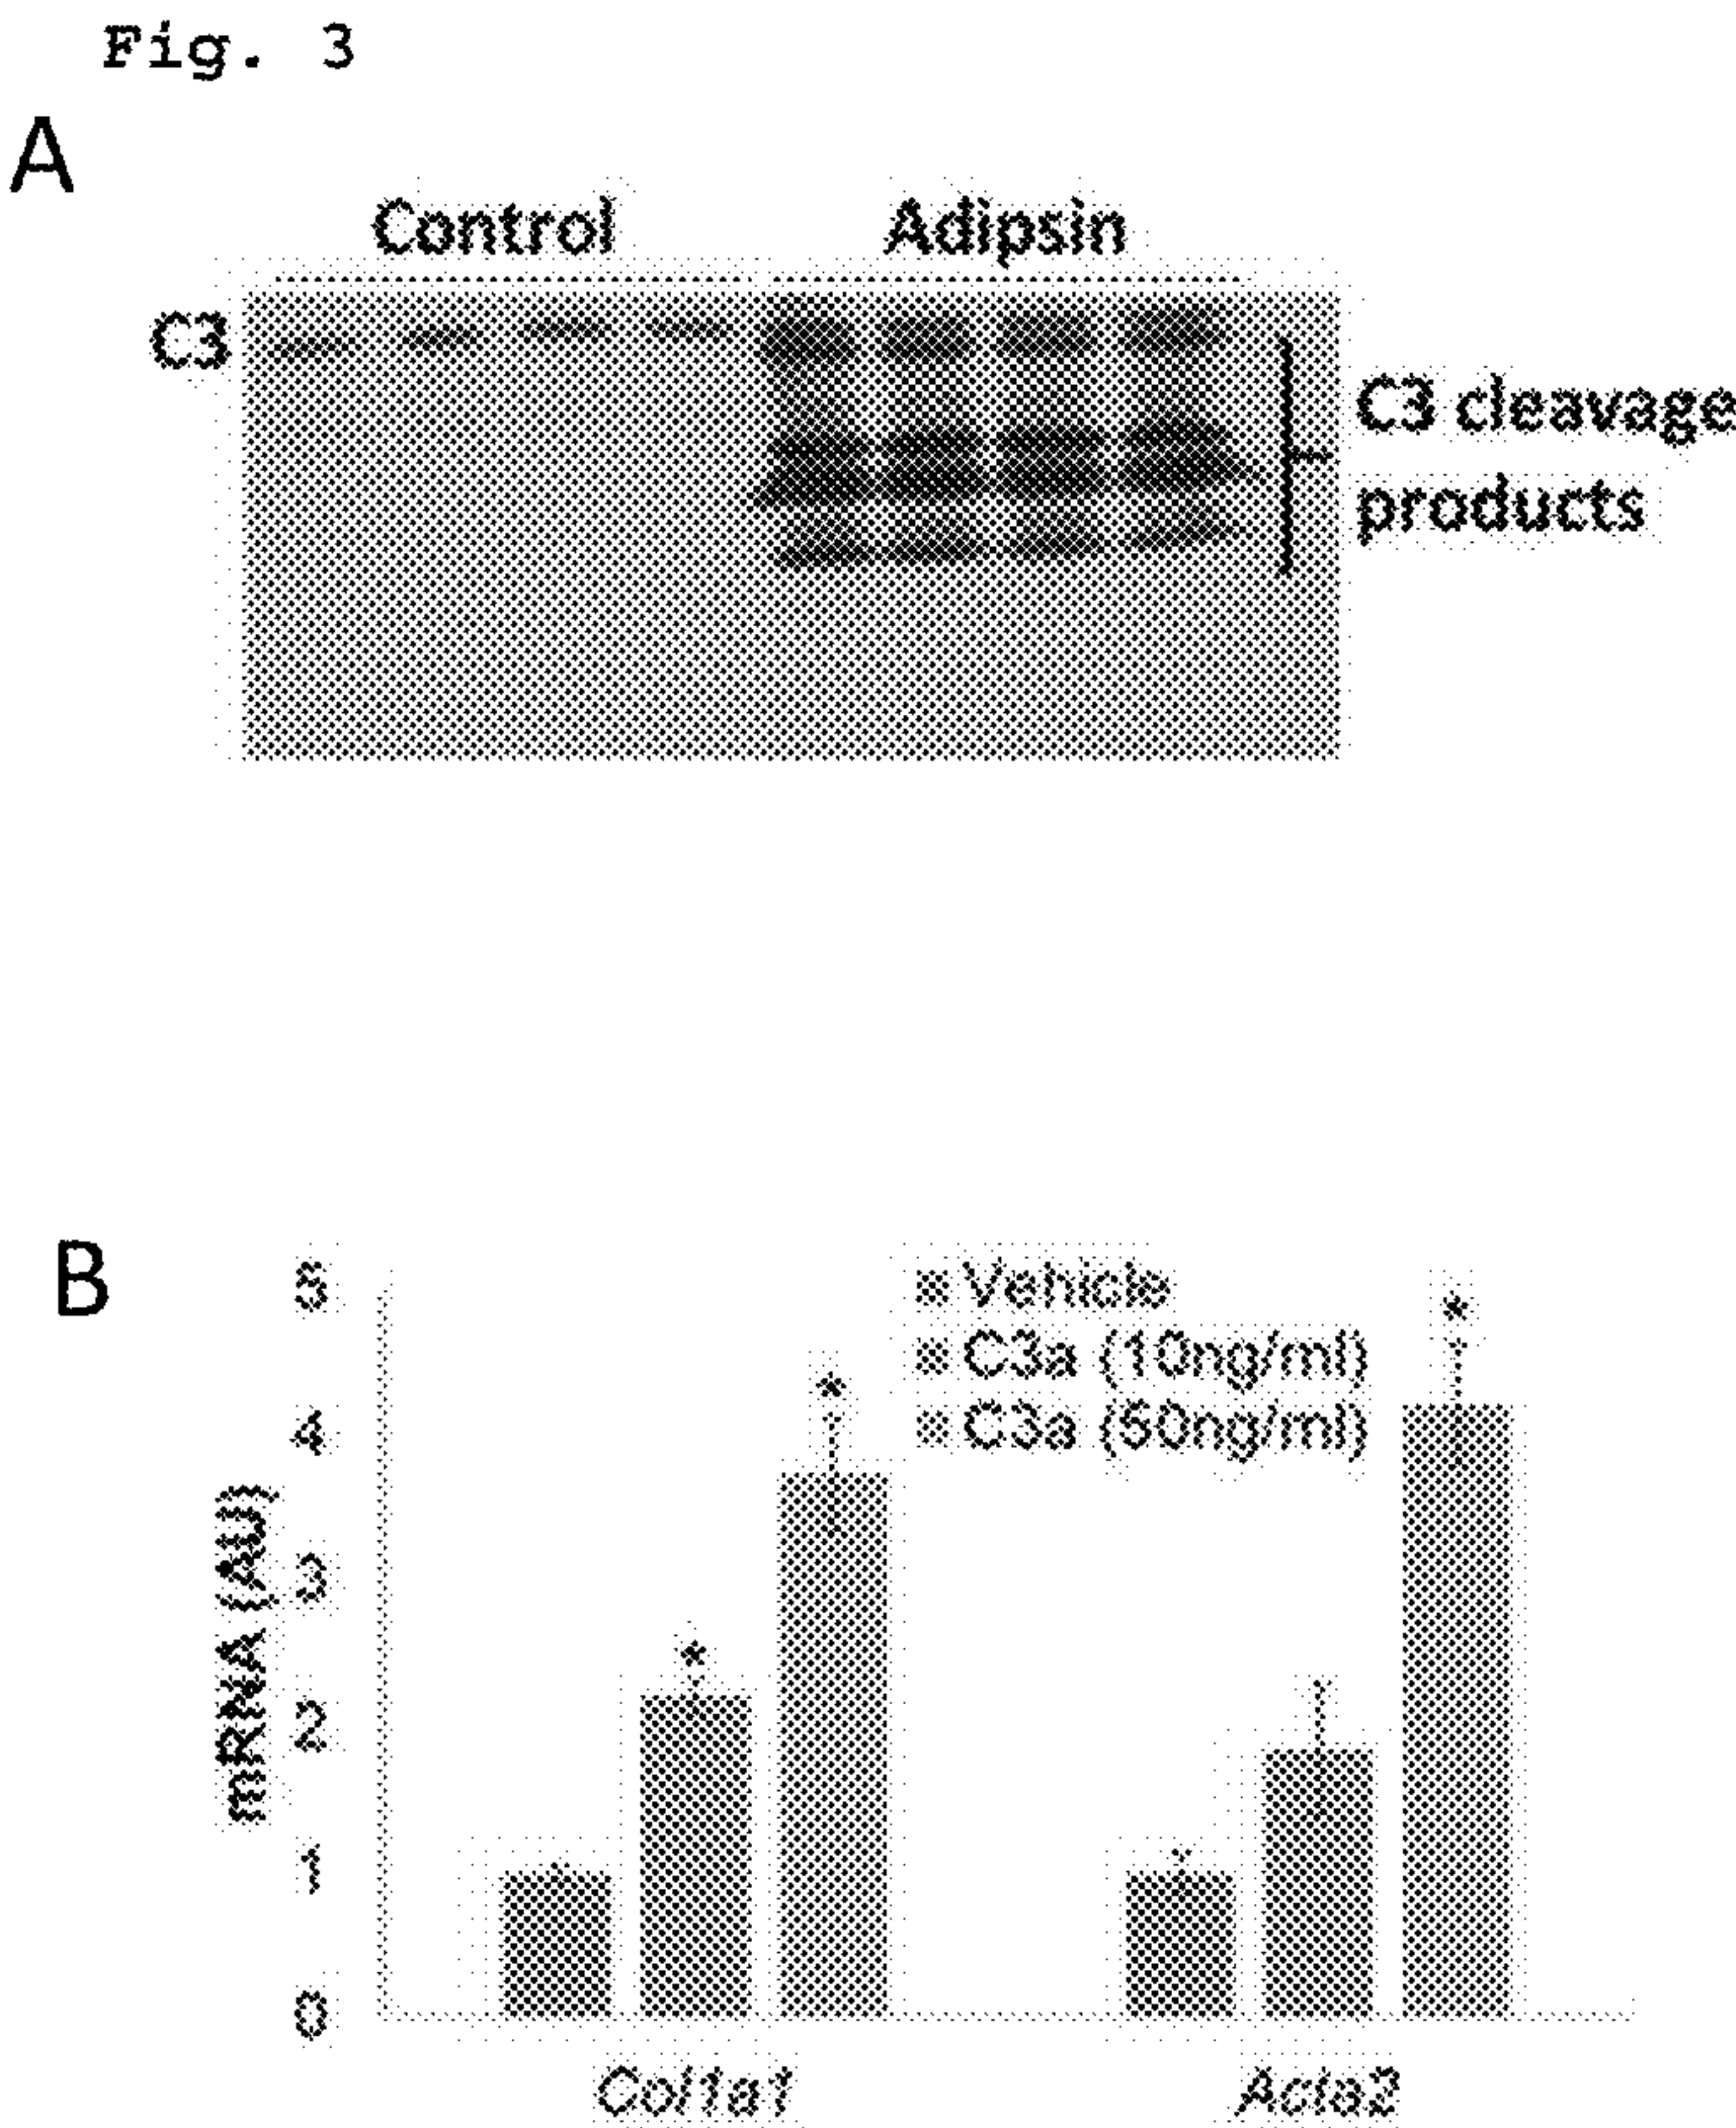 Fig. 3
A
Control Adipsin
C3
C3 cleavage
products
B
mRNA (AU)
5
4
3
2
1
0
Vehicle
C3a (10ng/ml)
C3a (50ng/ml)
*
*
*
Col1a1 Acta2